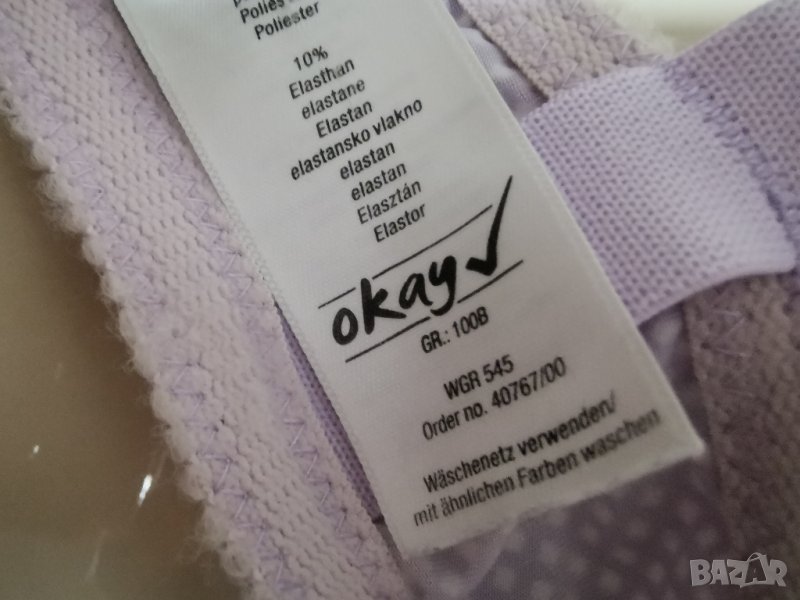 Poliester
10%
Elasthan
elastane
Elastan
elastansko vlakno
elastan
elastan
Elasztán
Elastor
okay
GR.: 100B
WGR 545
Order no. 40767/00
Wäschenetz verwenden/
mit ähnlichen Farben waschen
BAZAR